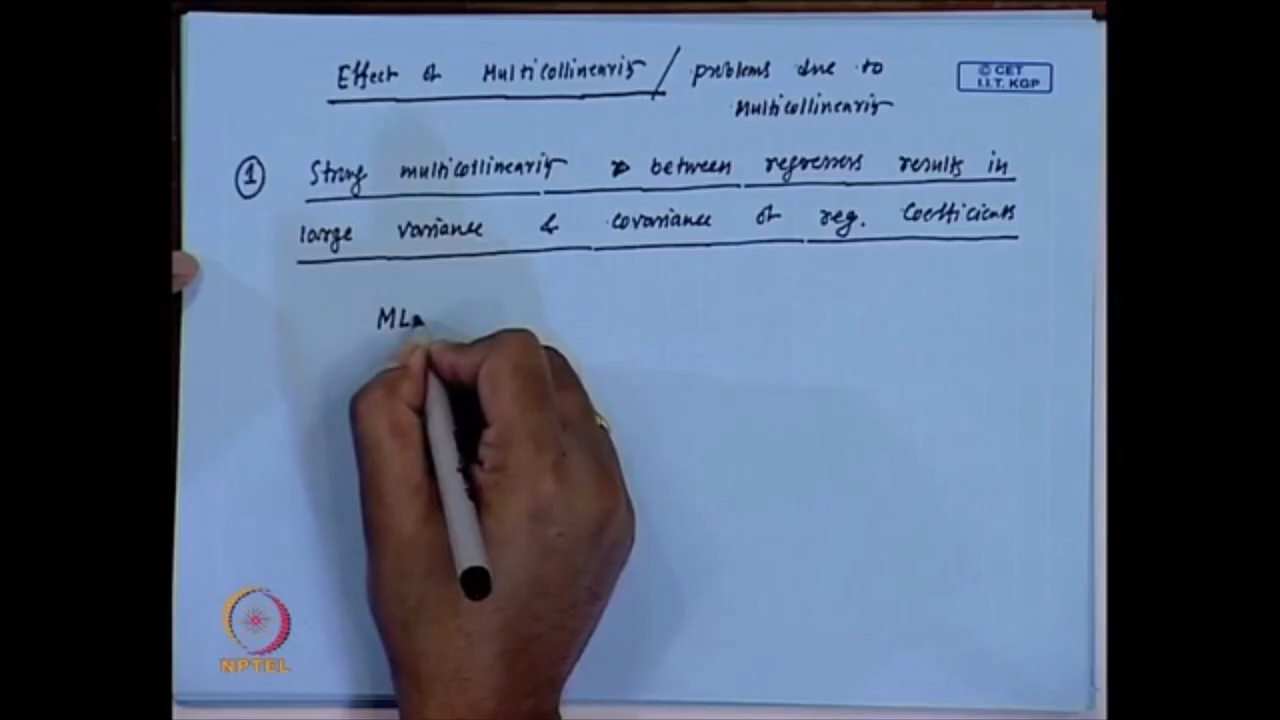 Effect of Multicollinearity / problems due to
Multicollinearity
© CET
I.I.T. KGP
① Strong multicollinearity between regressors results in
large variance & covariance of reg. coefficients
ML
NPTEL